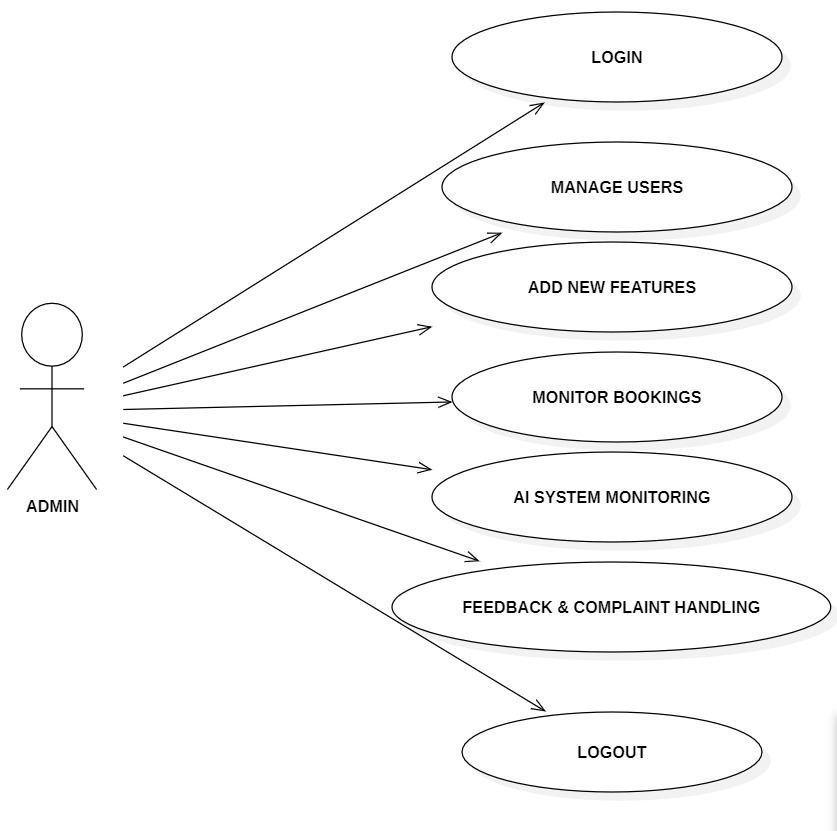 LOGIN
MANAGE USERS
ADD NEW FEATURES
MONITOR BOOKINGS
AI SYSTEM MONITORING
ADMIN
FEEDBACK & COMPLAINT HANDLING
LOGOUT